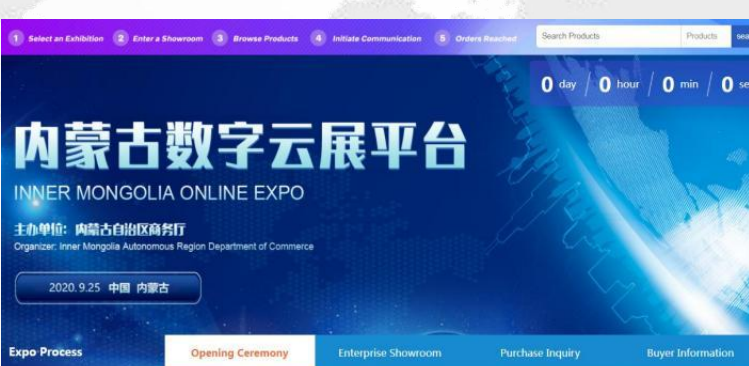 1 Select an Exhibition 2 Enter a Showroom 3 Browse Products 4 Initiate Communication 5 Orders Reached Search Products Products
0 day / 0 hour / 0 min / 0
内蒙古数字云展平台
INNER MONGOLIA ONLINE EXPO
主办单位：内蒙古自治区商务厅
Organizer: Inner Mongolia Autonomous Region Department of Commerce
2020.9.25 中国 内蒙古
Expo Process Opening Ceremony Enterprise Showroom Purchase Inquiry Buyer Information